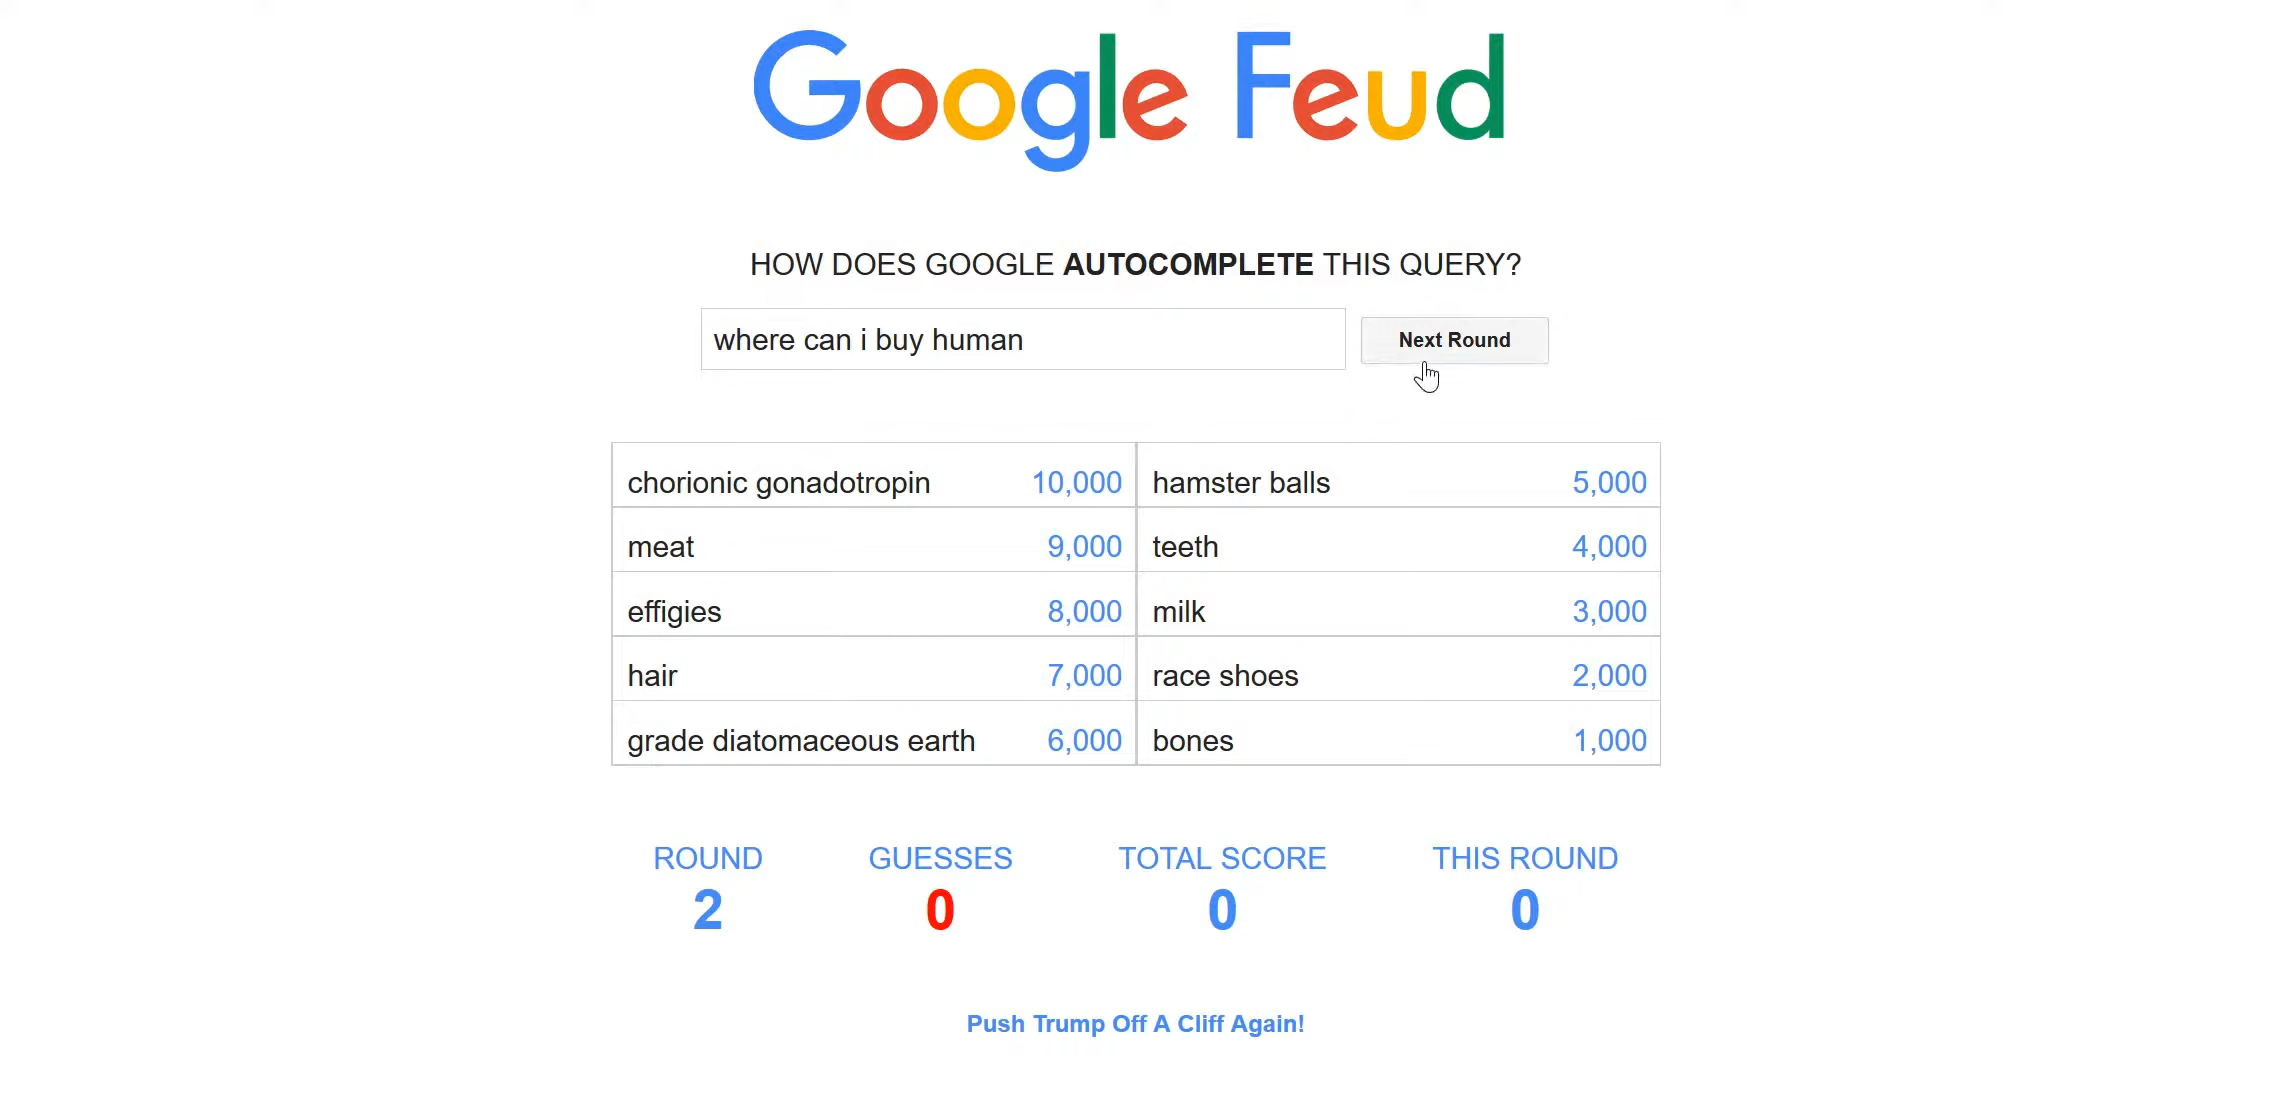 Google Feud
HOW DOES GOOGLE AUTOCOMPLETE THIS QUERY?
where can i buy human
Next Round
chorionic gonadotropin 10,000 hamster balls 5,000
meat 9,000 teeth 4,000
effigies 8,000 milk 3,000
hair 7,000 race shoes 2,000
grade diatomaceous earth 6,000 bones 1,000
ROUND GUESSES TOTAL SCORE THIS ROUND
2 0 0 0
Push Trump Off A Cliff Again!